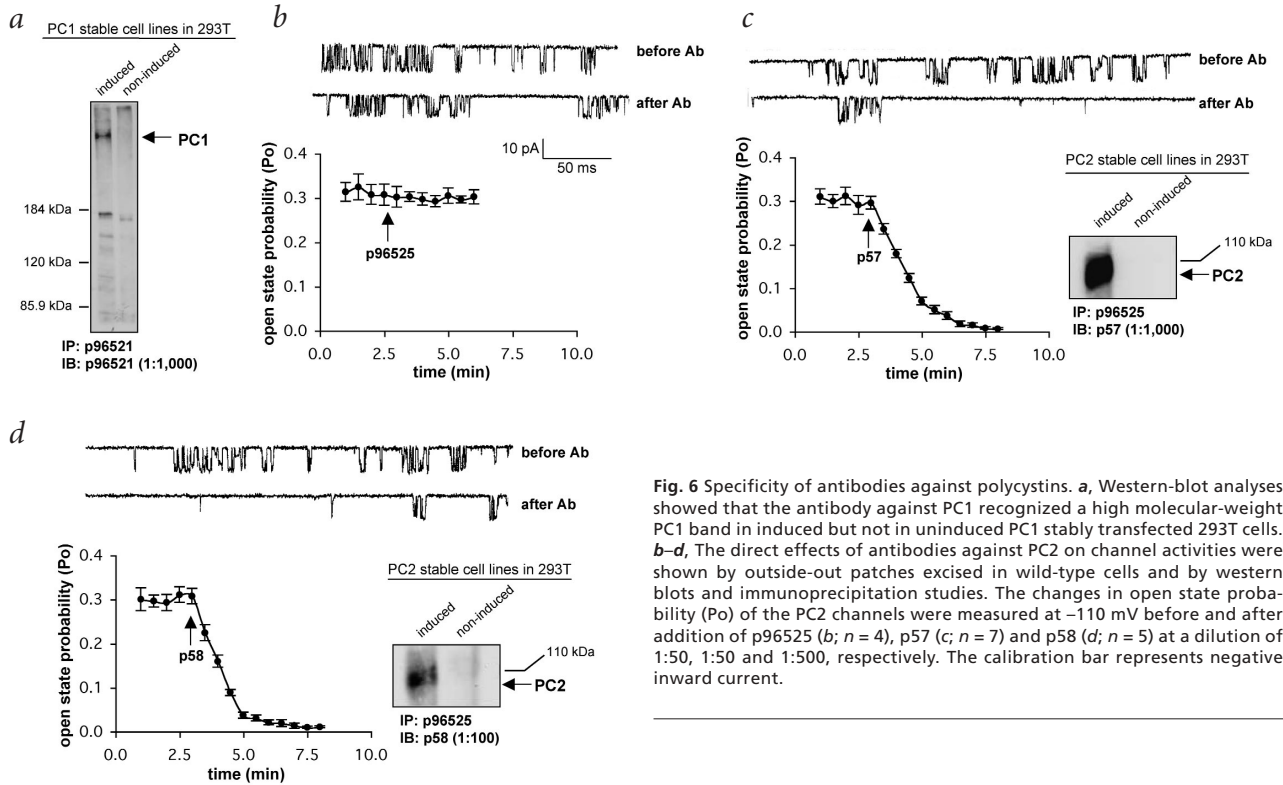 a
PC1 stable cell lines in 293T
induced
non-induced
PC1
184 kDa
120 kDa
85.9 kDa
IP: p96521
IB: p96521 (1:1,000)
b
before Ab
after Ab
10 pA
50 ms
open state probability (Po)
0.4
0.3
0.2
0.1
0.0
p96525
0.0 2.5 5.0 7.5 10.0
time (min)
c
before Ab
after Ab
open state probability (Po)
0.4
0.3
0.2
0.1
0.0
p57
0.0 2.5 5.0 7.5 10.0
time (min)
PC2 stable cell lines in 293T
induced
non-induced
110 kDa
PC2
IP: p96525
IB: p57 (1:1,000)
d
before Ab
after Ab
open state probability (Po)
0.4
0.3
0.2
0.1
0.0
p58
0.0 2.5 5.0 7.5 10.0
time (min)
PC2 stable cell lines in 293T
induced
non-induced
110 kDa
PC2
IP: p96525
IB: p58 (1:100)
Fig. 6 Specificity of antibodies against polycystins. a, Western-blot analyses
showed that the antibody against PC1 recognized a high molecular-weight
PC1 band in induced but not in uninduced PC1 stably transfected 293T cells.
b–d, The direct effects of antibodies against PC2 on channel activities were
shown by outside-out patches excised in wild-type cells and by western
blots and immunoprecipitation studies. The changes in open state proba-
bility (Po) of the PC2 channels were measured at –110 mV before and after
addition of p96525 (b; n = 4), p57 (c; n = 7) and p58 (d; n = 5) at a dilution of
1:50, 1:50 and 1:500, respectively. The calibration bar represents negative
inward current.